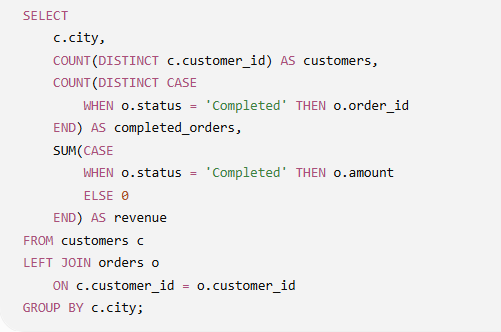 SELECT
    c.city,
    COUNT(DISTINCT c.customer_id) AS customers,
    COUNT(DISTINCT CASE
        WHEN o.status = 'Completed' THEN o.order_id
    END) AS completed_orders,
    SUM(CASE
        WHEN o.status = 'Completed' THEN o.amount
        ELSE 0
    END) AS revenue
FROM customers c
LEFT JOIN orders o
    ON c.customer_id = o.customer_id
GROUP BY c.city;